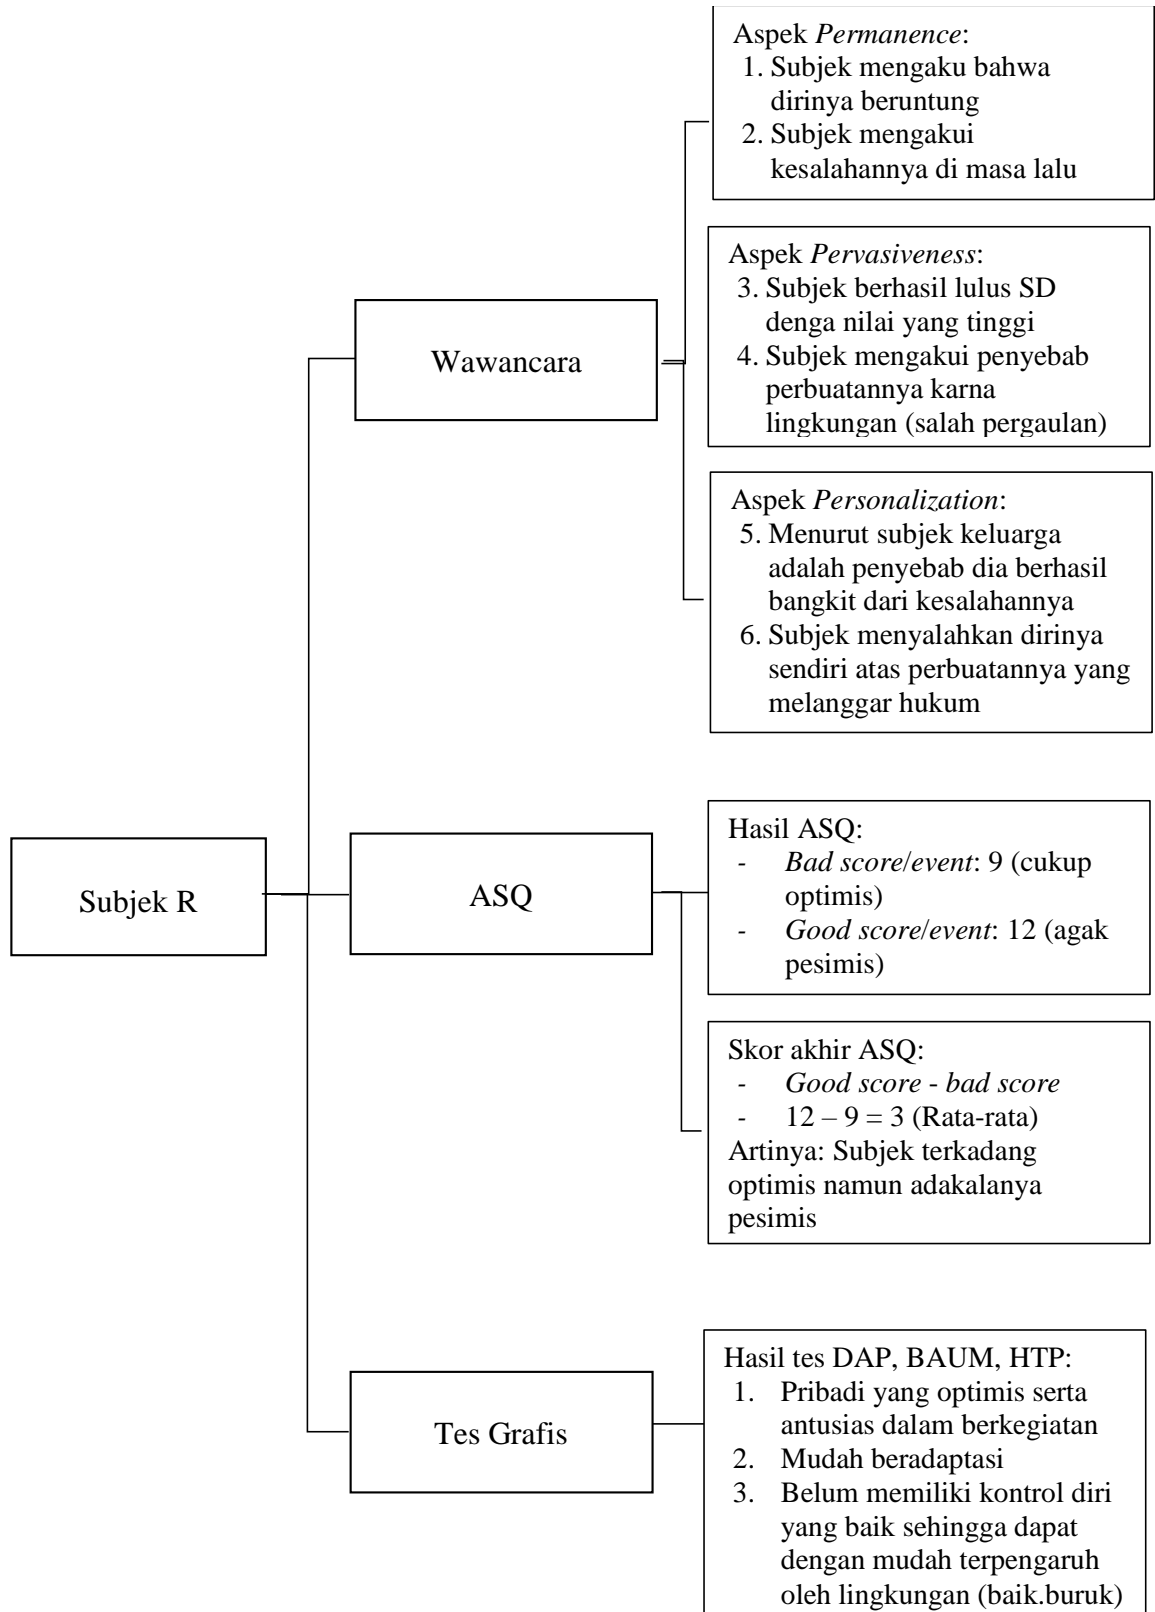 Aspek Permanence:
1. Subjek mengaku bahwa
dirinya beruntung
2. Subjek mengakui
kesalahannya di masa lalu
Aspek Pervasiveness:
3. Subjek berhasil lulus SD
denga nilai yang tinggi
4. Subjek mengakui penyebab
perbuatannya karna
lingkungan (salah pergaulan)
Wawancara
Aspek Personalization:
5. Menurut subjek keluarga
adalah penyebab dia berhasil
bangkit dari kesalahannya
6. Subjek menyalahkan dirinya
sendiri atas perbuatannya yang
melanggar hukum
Subjek R
ASQ
Hasil ASQ:
- Bad score/event: 9 (cukup
optimis)
- Good score/event: 12 (agak
pesimis)
Skor akhir ASQ:
- Good score - bad score
- 12 – 9 = 3 (Rata-rata)
Artinya: Subjek terkadang
optimis namun adakalanya
pesimis
Tes Grafis
Hasil tes DAP, BAUM, HTP:
1. Pribadi yang optimis serta
antusias dalam berkegiatan
2. Mudah beradaptasi
3. Belum memiliki kontrol diri
yang baik sehingga dapat
dengan mudah terpengaruh
oleh lingkungan (baik.buruk)